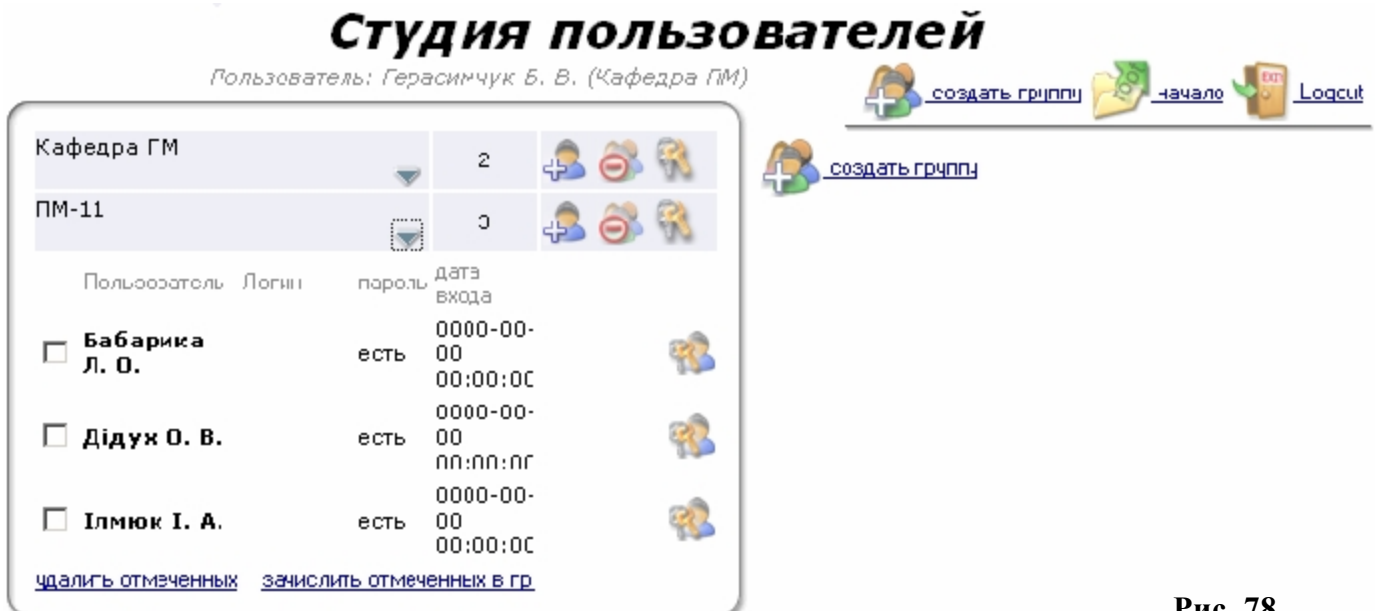 Студия пользователей
Пользователь: Герасимчук Б. В. (Кафедра ПМ)
создать группу начало Logout
Кафедра ПМ 2
создать группу
ПМ-11 3
Пользователь Логин пароль дата
входа
Бабарика
Л. О.
есть
0000-00-
00
00:00:00
Дідух О. В. есть
0000-00-
00
00:00:00
І. А. есть
0000-00-
00
00:00:00
удалить отмеченных зачислить отмеченных в гр
Рис. 78